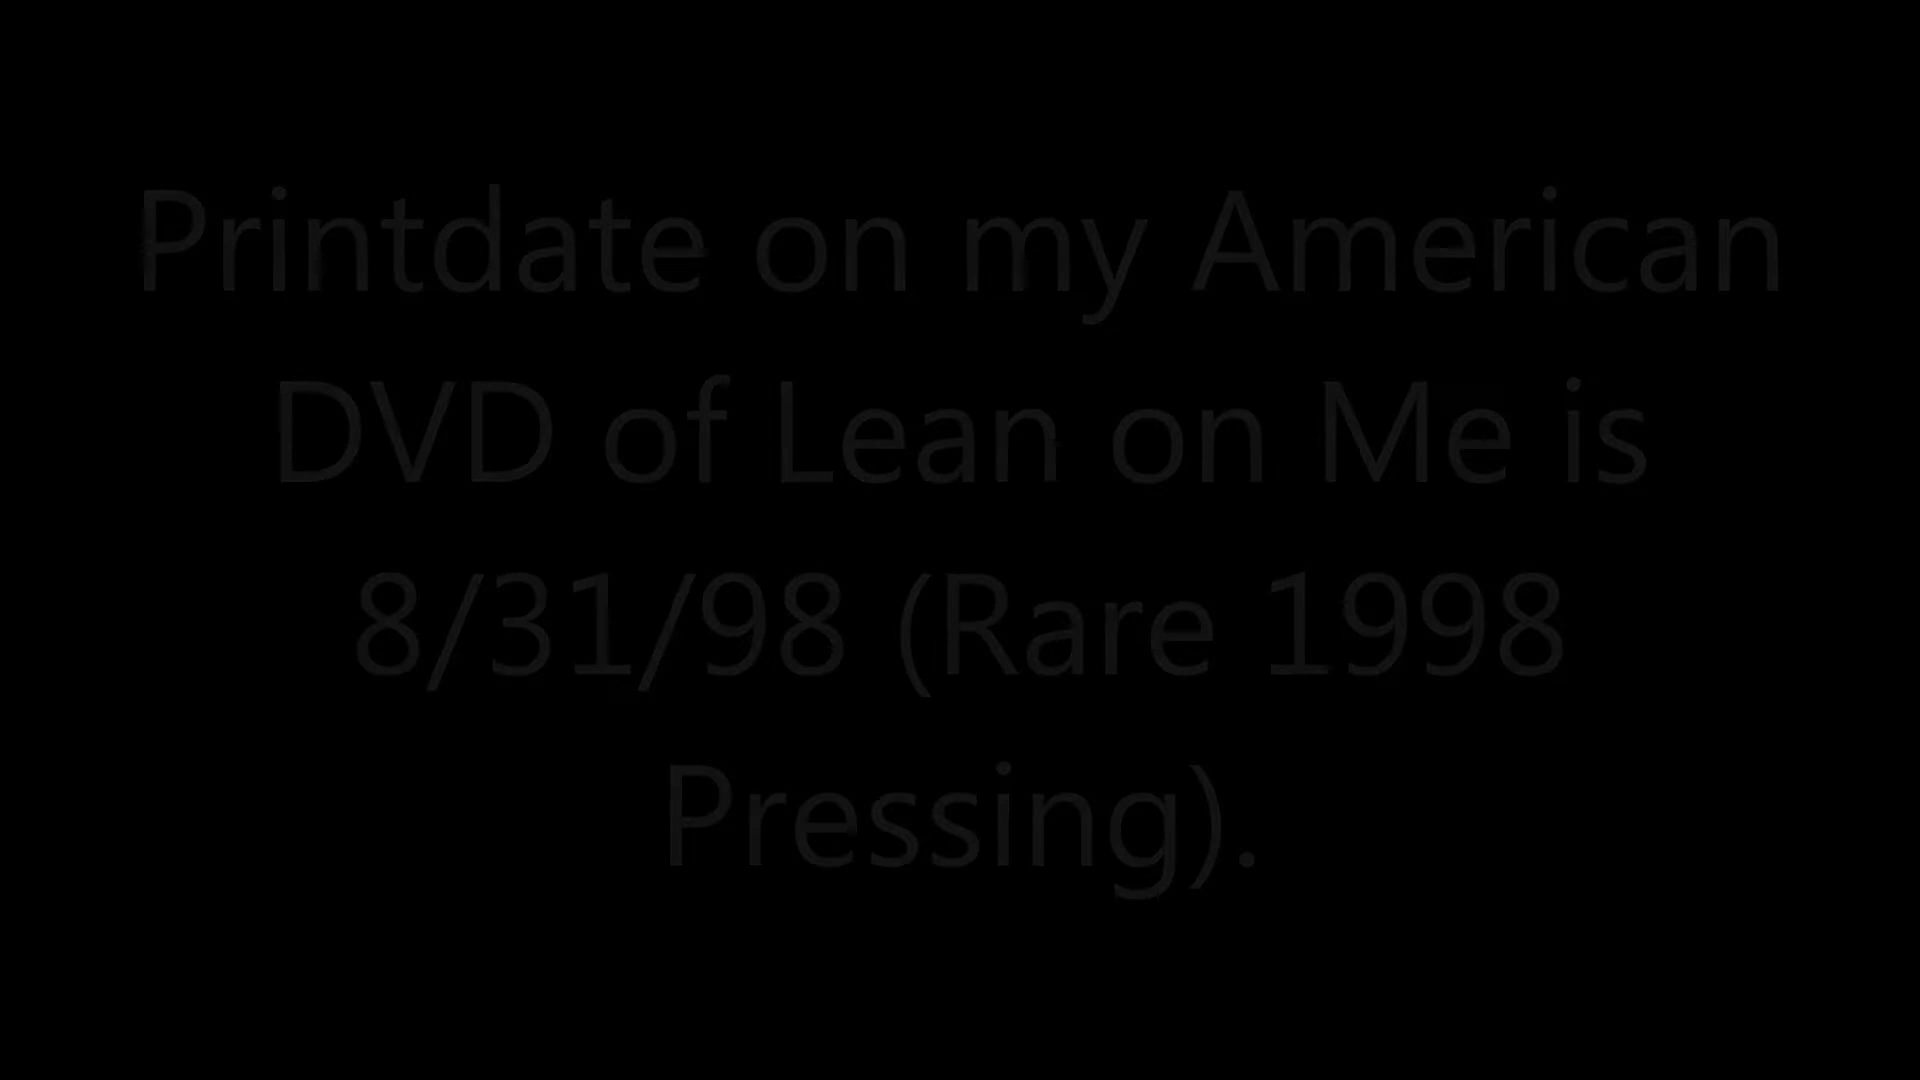 Printdate on my American
DVD of Lean on Me is
8/31/98 (Rare 1998
Pressing).